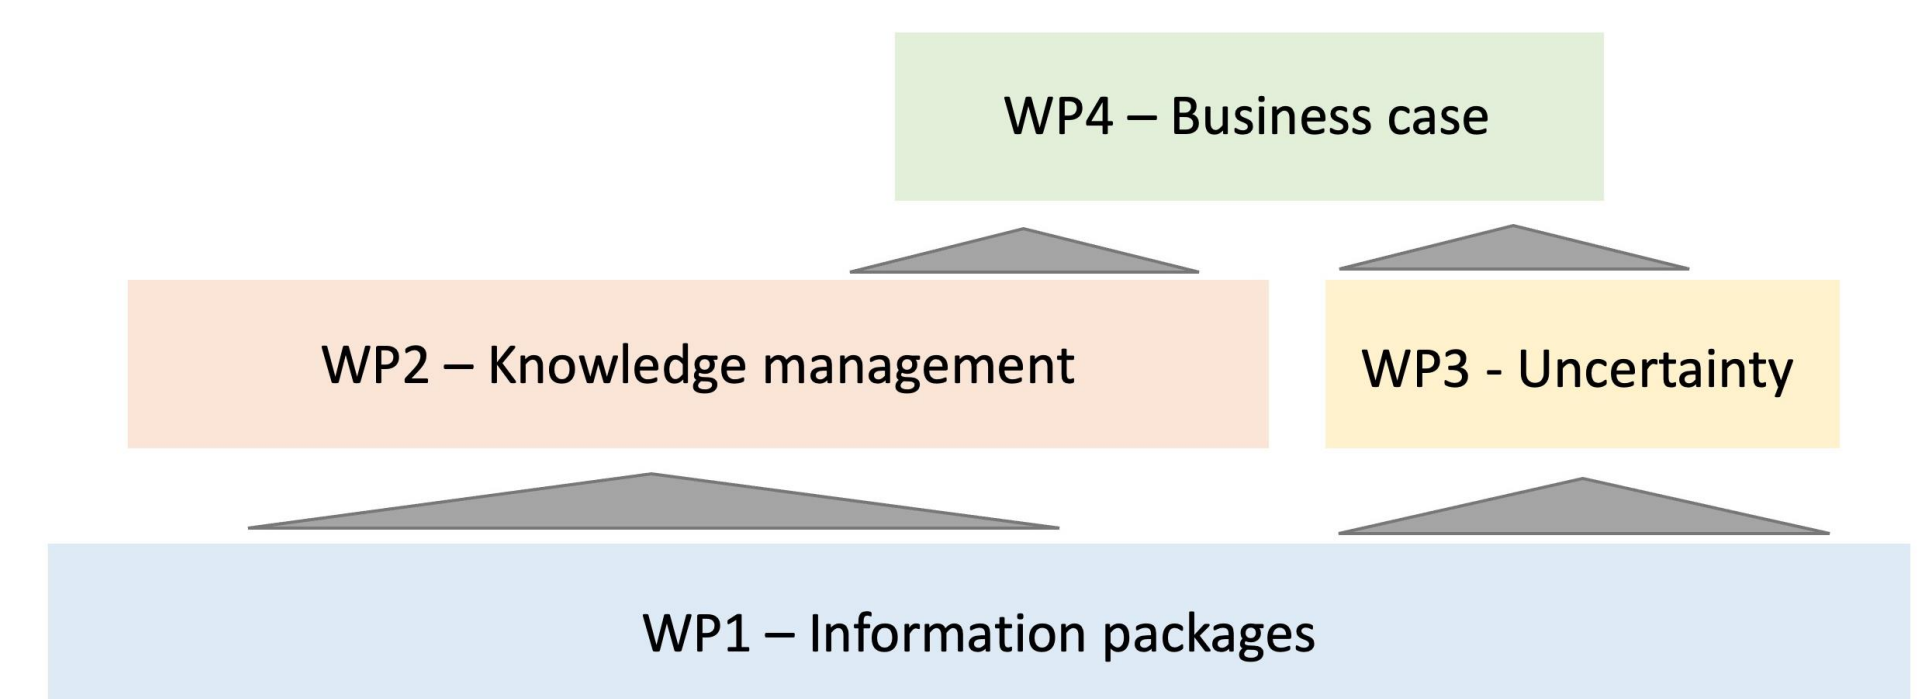 WP4 – Business case
WP2 – Knowledge management
WP3 - Uncertainty
WP1 – Information packages